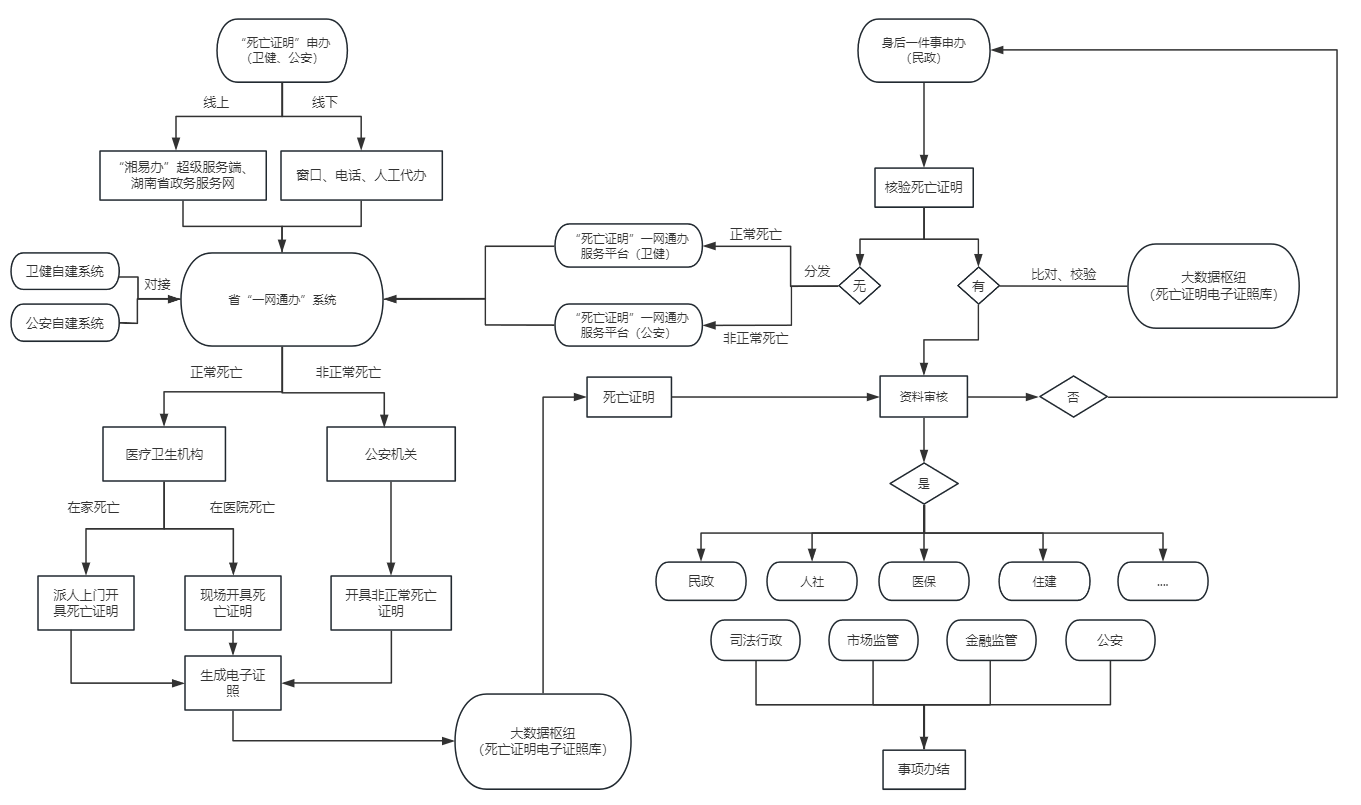 “死亡证明”申办
（卫健、公安）
线上
线下
“湘易办”超级服务端、
湖南省政务服务网
窗口、电话、人工代办
卫健自建系统
公安自建系统
对接
省“一网通办”系统
正常死亡
非正常死亡
医疗卫生机构
公安机关
在家死亡
在医院死亡
派人上门开
具死亡证明
现场开具死
亡证明
开具非正常死亡
证明
生成电子证
照
大数据枢纽
（死亡证明电子证照库）
死亡证明
身后一件事申办
（民政）
核验死亡证明
无
有
分发
正常死亡
非正常死亡
“死亡证明”一网通办
服务平台（卫健）
“死亡证明”一网通办
服务平台（公安）
比对、校验
大数据枢纽
（死亡证明电子证照库）
资料审核
否
是
民政
人社
医保
住建
....
司法行政
市场监管
金融监管
公安
事项办结